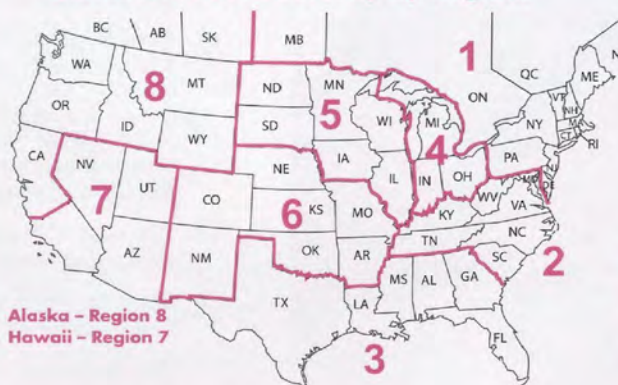 BC
AB
SK
MB
1
QC
ON
ME
WA
OR
ID
MT
8
WY
ND
SD
MN
5
WI
IA
IL
MI
4
IN
OH
VT
NH
MA
CT
RI
NY
PA
NJ
MD
DE
CA
NV
7
UT
AZ
CO
NM
NE
6
KS
OK
MO
AR
KY
WV
VA
TN
NC
SC
2
MS
AL
GA
LA
FL
TX
3
Alaska – Region 8
Hawaii – Region 7